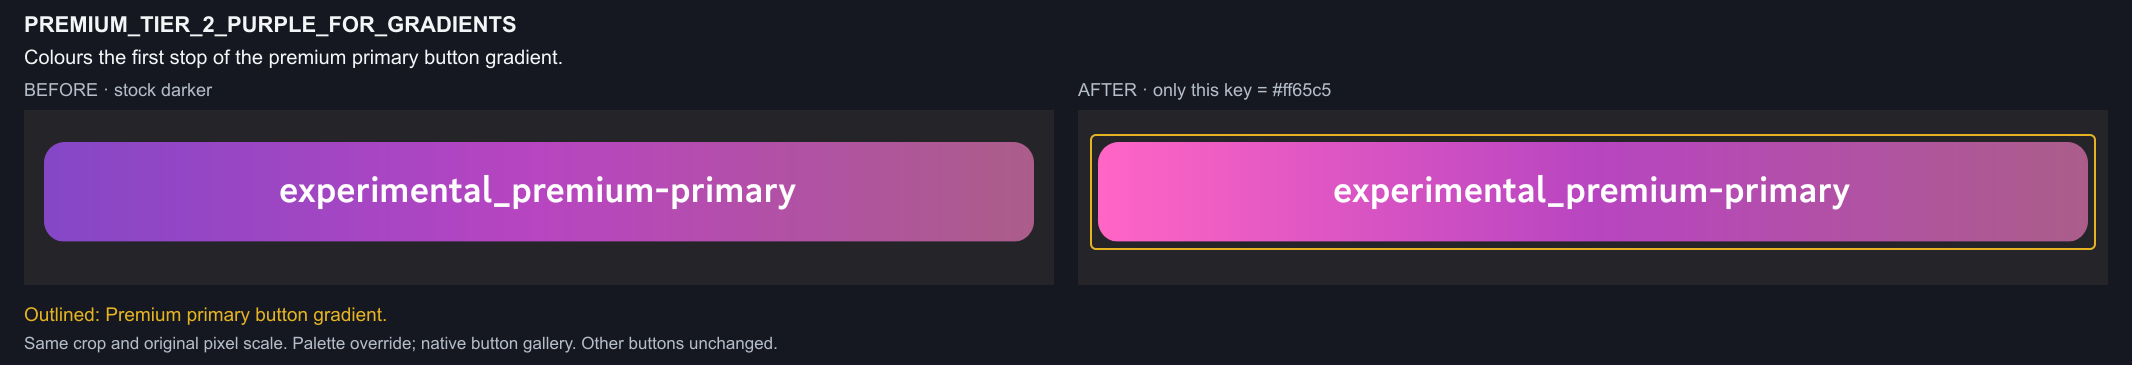 PREMIUM_TIER_2_PURPLE_FOR_GRADIENTS
Colours the first stop of the premium primary button gradient.
BEFORE · stock darker
AFTER · only this key = #ff65c5
experimental_premium-primary
experimental_premium-primary
Outlined: Premium primary button gradient.
Same crop and original pixel scale. Palette override; native button gallery. Other buttons unchanged.